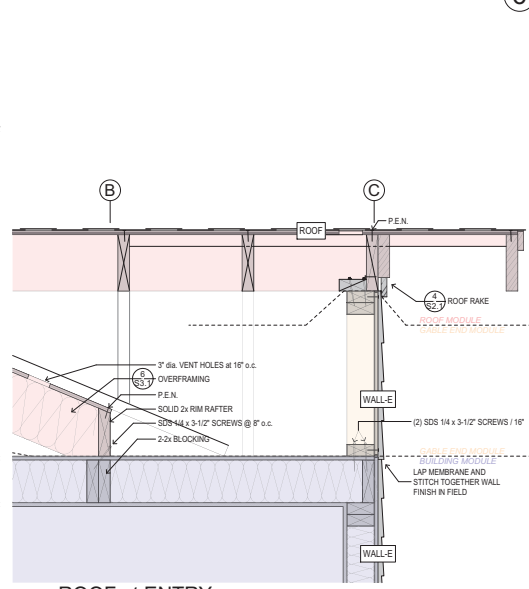 B
C
P.E.N.
ROOF
4
S2.1
ROOF RAKE
ROOF MODULE
GABLE END MODULE
3" dia. VENT HOLES at 16" o.c.
6
S3.1
OVERFRAMING
P.E.N.
SOLID 2x RIM RAFTER
SDS 1/4 x 3-1/2" SCREWS @ 8" o.c.
2-2x BLOCKING
WALL-E
(2) SDS 1/4 x 3-1/2" SCREWS / 16"
GABLE END MODULE
BUILDING MODULE
LAP MEMBRANE AND
STITCH TOGETHER WALL
FINISH IN FIELD
WALL-E
ROOF at ENTRY